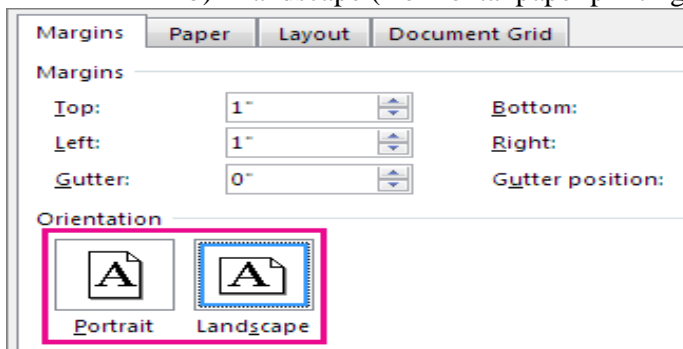 Margins Paper Layout Document Grid
Margins
Top: 1" Bottom:
Left: 1" Right:
Gutter: 0" Gutter position:
Orientation
A A
Portrait Landscape